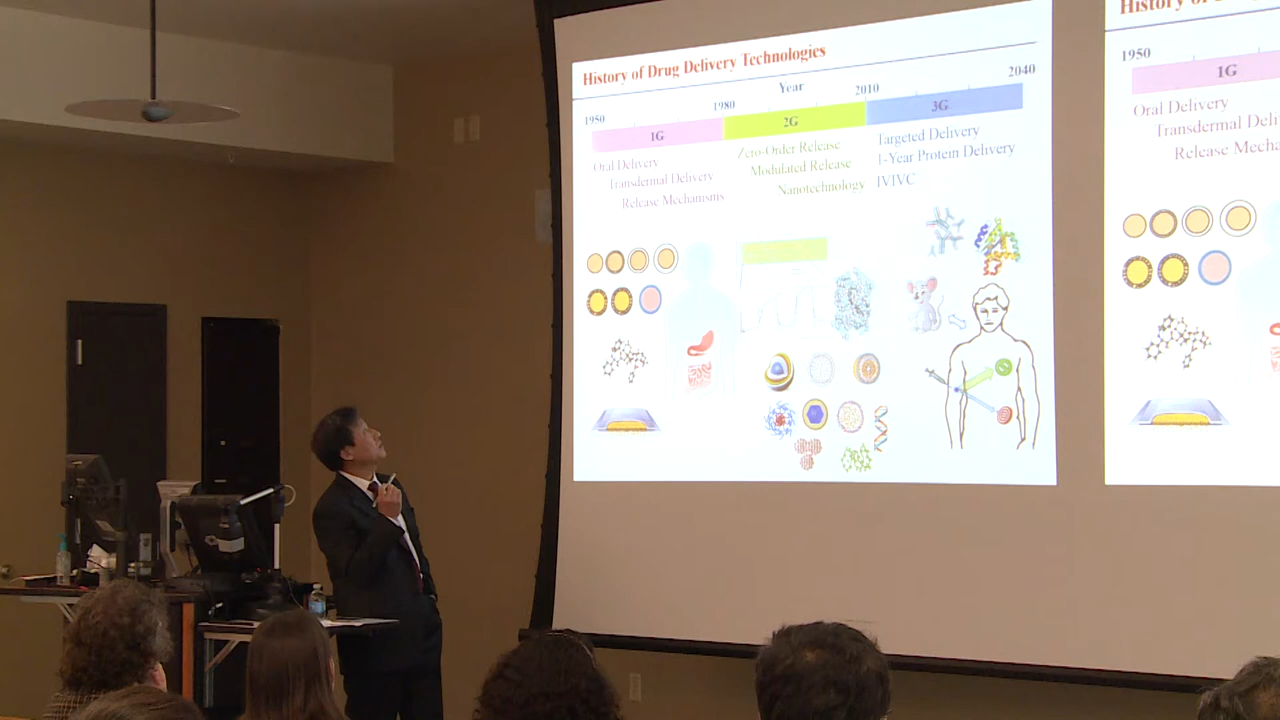 History of Drug Delivery Technologies
Year
1950
1980
2010
2040
1G
2G
3G
Oral Delivery
Transdermal Delivery
Release Mechanisms
Zero-Order Release
Modulated Release
Nanotechnology
Targeted Delivery
1-Year Protein Delivery
IVIVC
History of
1950
1G
Oral Delivery
Transdermal Deli
Release Mecha